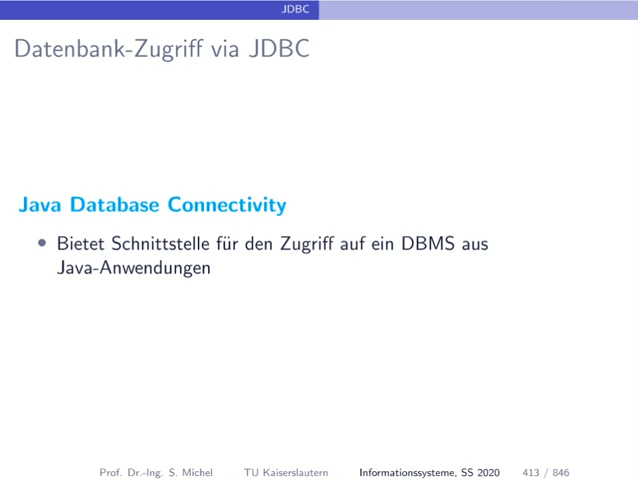 JDBC
Datenbank-Zugriff via JDBC
Java Database Connectivity
• Bietet Schnittstelle für den Zugriff auf ein DBMS aus
Java-Anwendungen
Prof. Dr.-Ing. S. Michel TU Kaiserslautern Informationssysteme, SS 2020 413 / 846